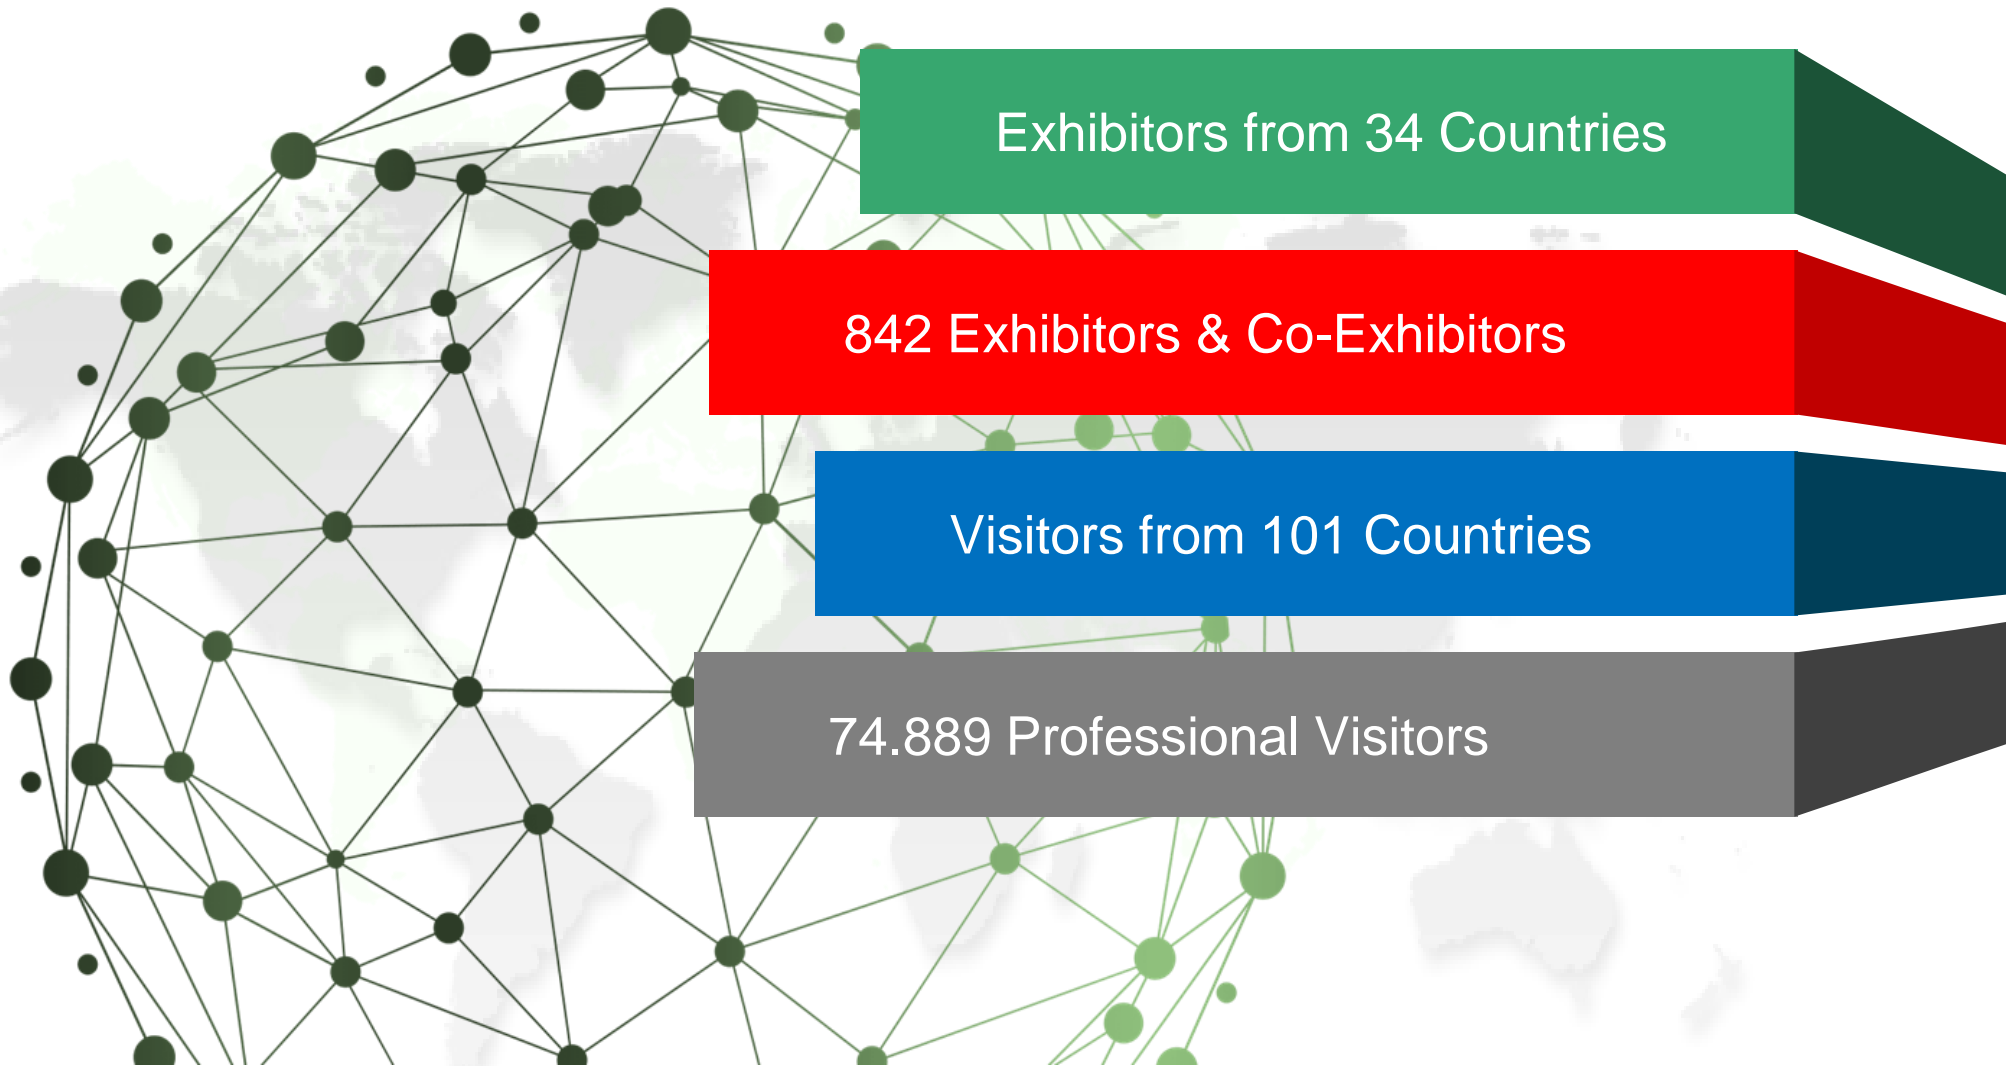 Exhibitors from 34 Countries
842 Exhibitors & Co-Exhibitors
Visitors from 101 Countries
74.889 Professional Visitors